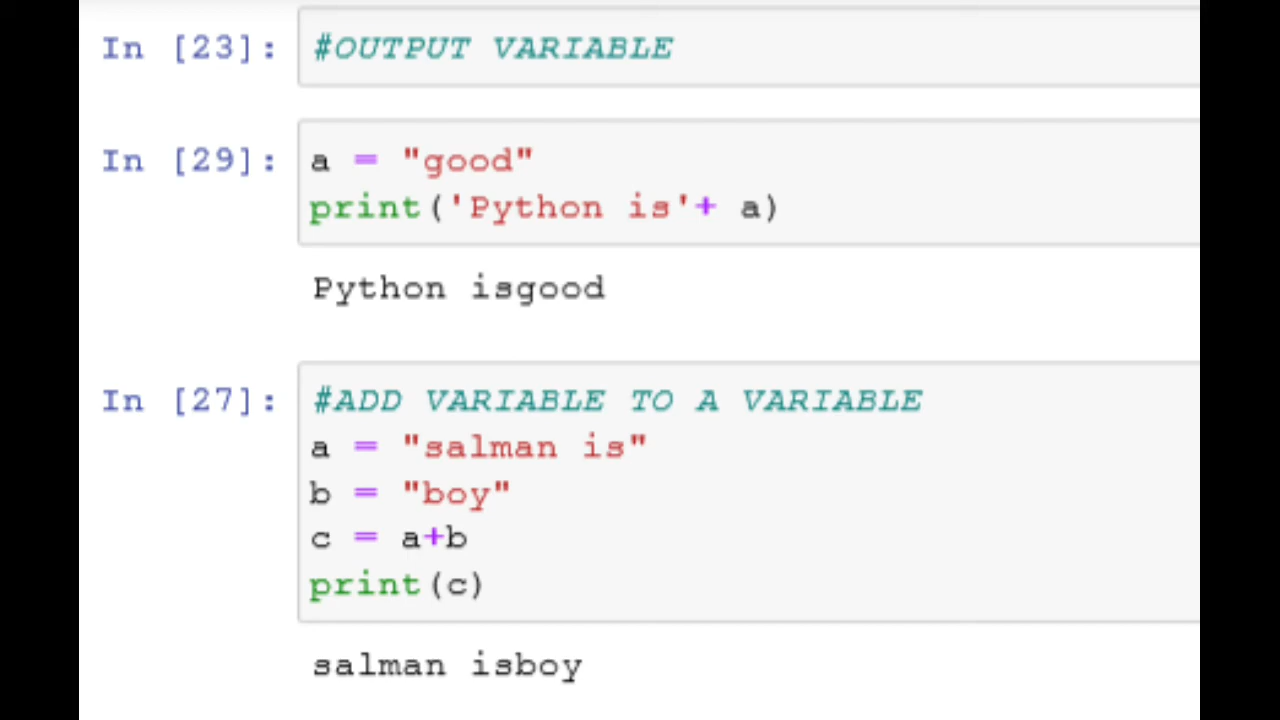 In [23]: #OUTPUT VARIABLE
In [29]: a = "good"
print('Python is'+ a)
Python isgood
In [27]: #ADD VARIABLE TO A VARIABLE
a = "salman is"
b = "boy"
c = a+b
print(c)
salman isboy